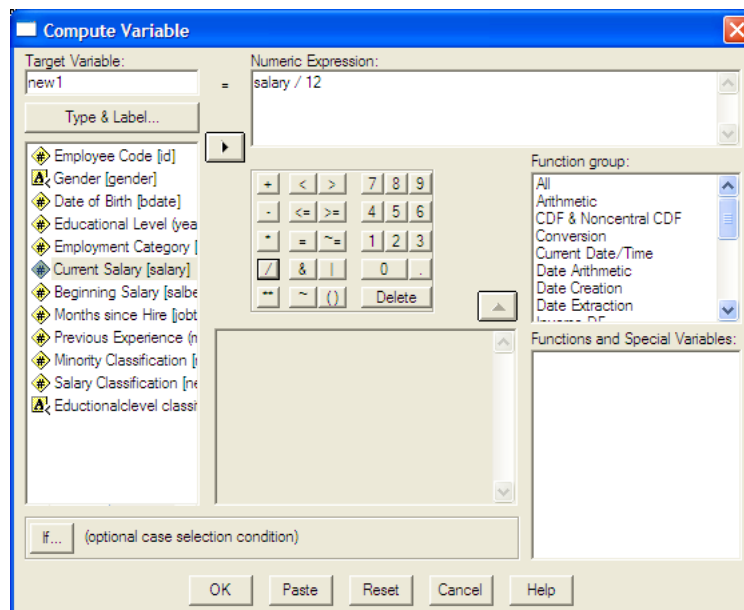 Compute Variable
Target Variable:
new1
=
Numeric Expression:
salary / 12
Type & Label...
# Employee Code [id]
A Gender [gender]
# Date of Birth [bdate]
# Educational Level (yea
# Employment Category [
# Current Salary [salary]
# Beginning Salary [salbe
# Months since Hire [jobt
# Previous Experience (n
# Minority Classification [
# Salary Classification [ne
A Eductionalclevel classif
+ < > 7 8 9
- <= >= 4 5 6
* = ~= 1 2 3
/ & | 0 .
** ~ () Delete
Function group:
All
Arithmetic
CDF & Noncentral CDF
Conversion
Current Date/Time
Date Arithmetic
Date Creation
Date Extraction
Inverse DF
Functions and Special Variables:
If... (optional case selection condition)
OK Paste Reset Cancel Help